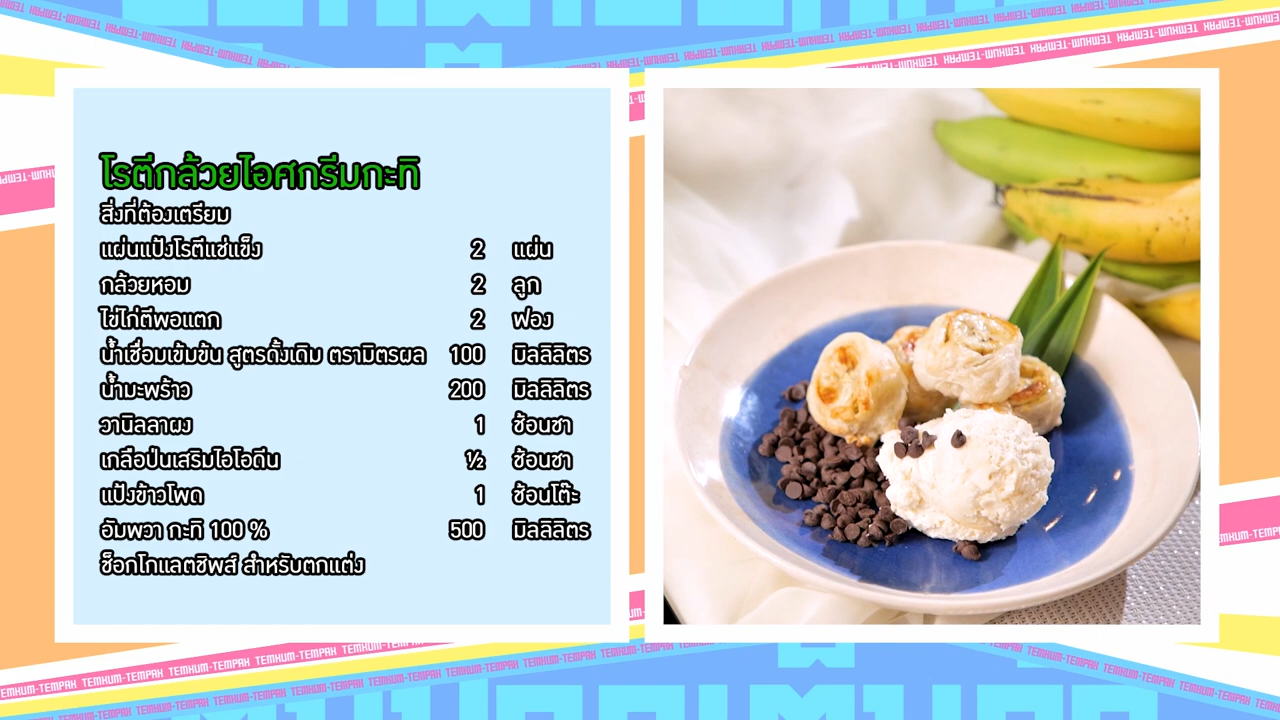 โรตีกล้วยไอศกรีมกะทิ
สิ่งที่ต้องเตรียม
แผ่นแป้งโรตีแช่แข็ง 2 แผ่น
กล้วยหอม 2 ลูก
ไข่ไก่ตีพอแตก 2 ฟอง
น้ำเชื่อมเข้มข้น สูตรดั้งเดิม ตรามิตรผล 100 มิลลิลิตร
น้ำมะพร้าว 200 มิลลิลิตร
วานิลลาผง 1 ช้อนชา
เกลือป่นเสริมไอโอดีน ½ ช้อนชา
แป้งข้าวโพด 1 ช้อนโต๊ะ
อัมพวา กะทิ 100 % 500 มิลลิลิตร
ช็อกโกแลตชิพส์ สำหรับตกแต่ง
TEMXUM-TEMPAX TEMXUM-TEMPAX TEMXUM-TEMPAX TEMXUM-TEMPAX